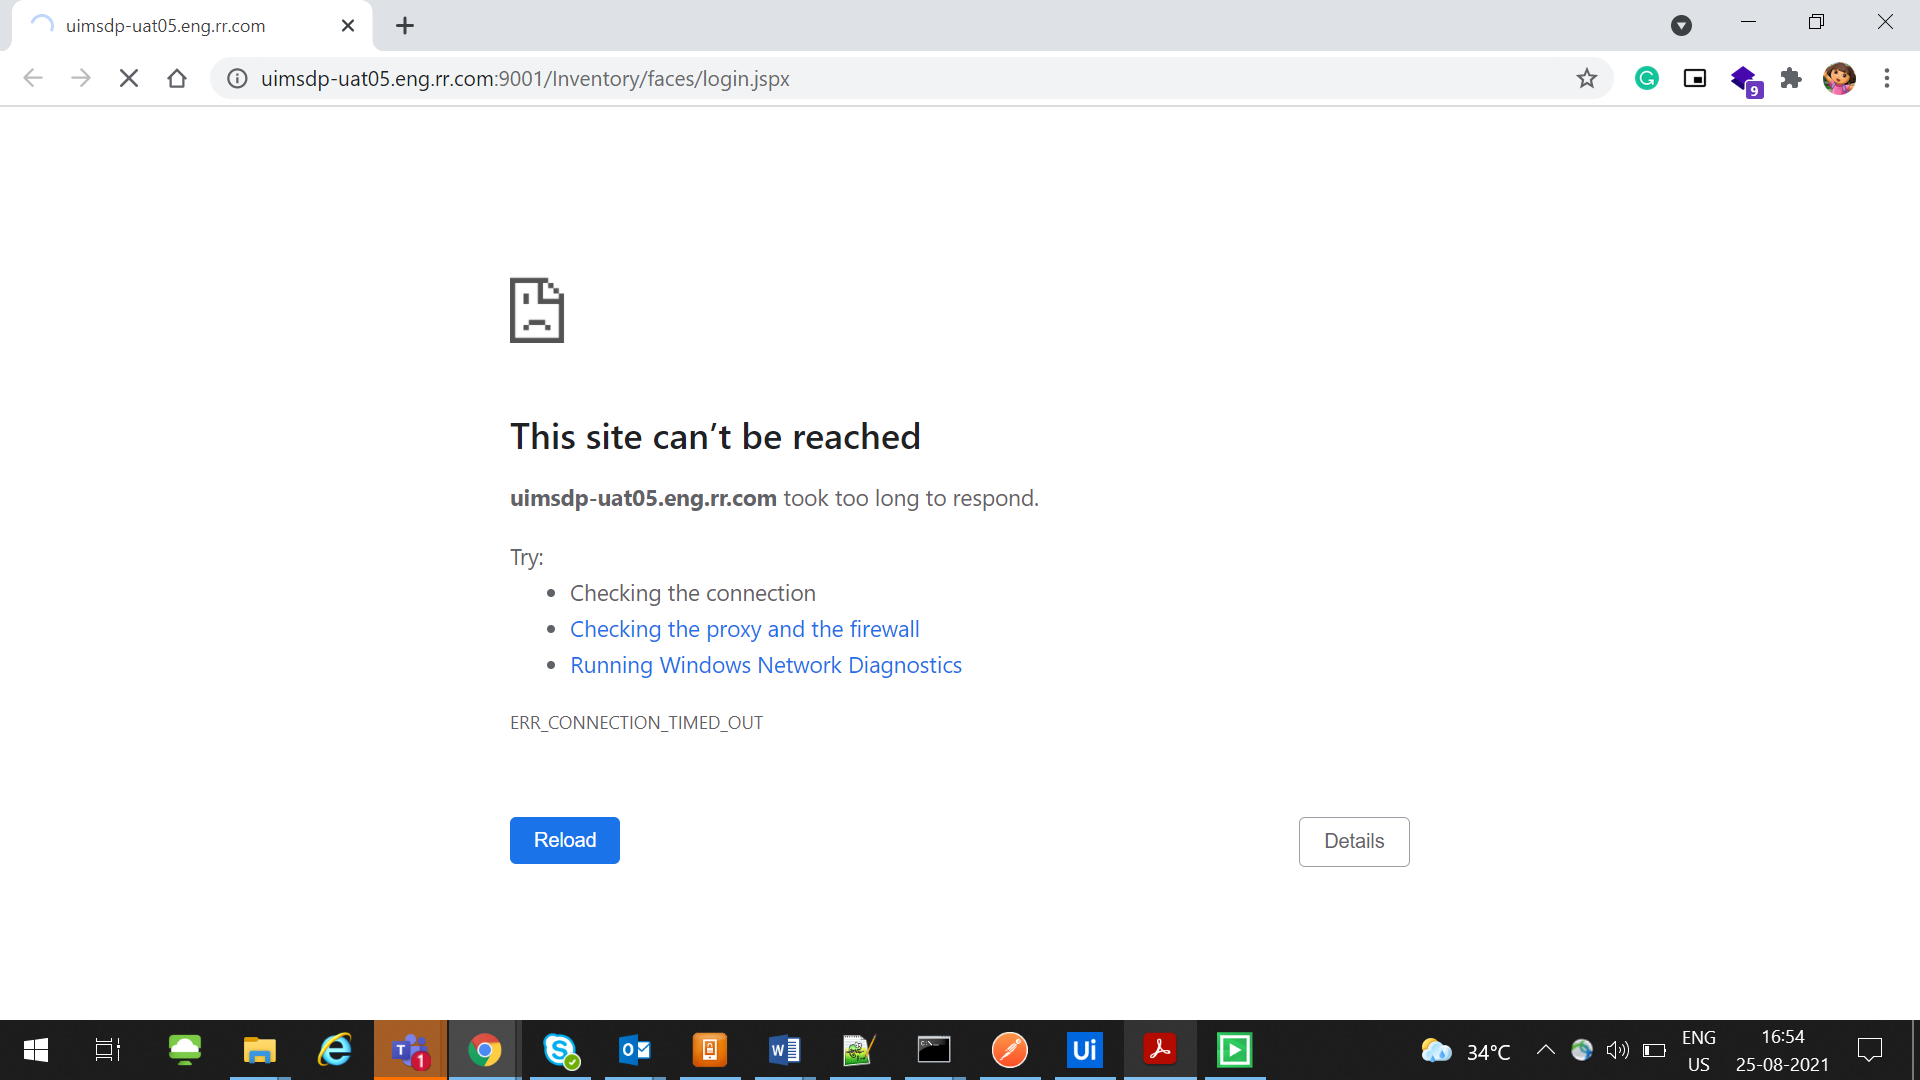 uimsdp-uat05.eng.rr.com
uimsdp-uat05.eng.rr.com:9001/Inventory/faces/login.jspx
9
This site can’t be reached
uimsdp-uat05.eng.rr.com took too long to respond.
Try:
Checking the connection
Checking the proxy and the firewall
Running Windows Network Diagnostics
ERR_CONNECTION_TIMED_OUT
Reload
Details
T 1
S
O
W
C:\
Ui
34°C
ENG
US
16:54
25-08-2021